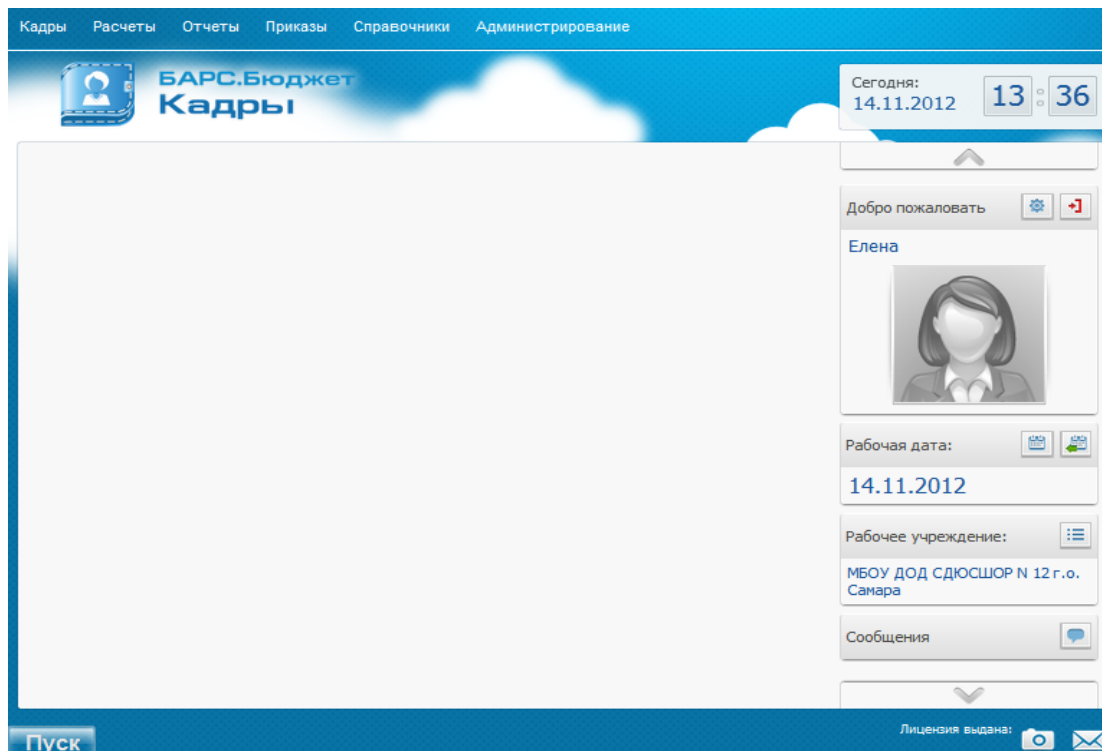 Кадры Расчеты Отчеты Приказы Справочники Администрирование
БАРС.Бюджет
Кадры
Сегодня:
14.11.2012
13 : 36
Добро пожаловать
Елена
Рабочая дата:
14.11.2012
Рабочее учреждение:
МБОУ ДОД СДЮСШОР N 12 г.о.
Самара
Сообщения
Пуск
Лицензия выдана: